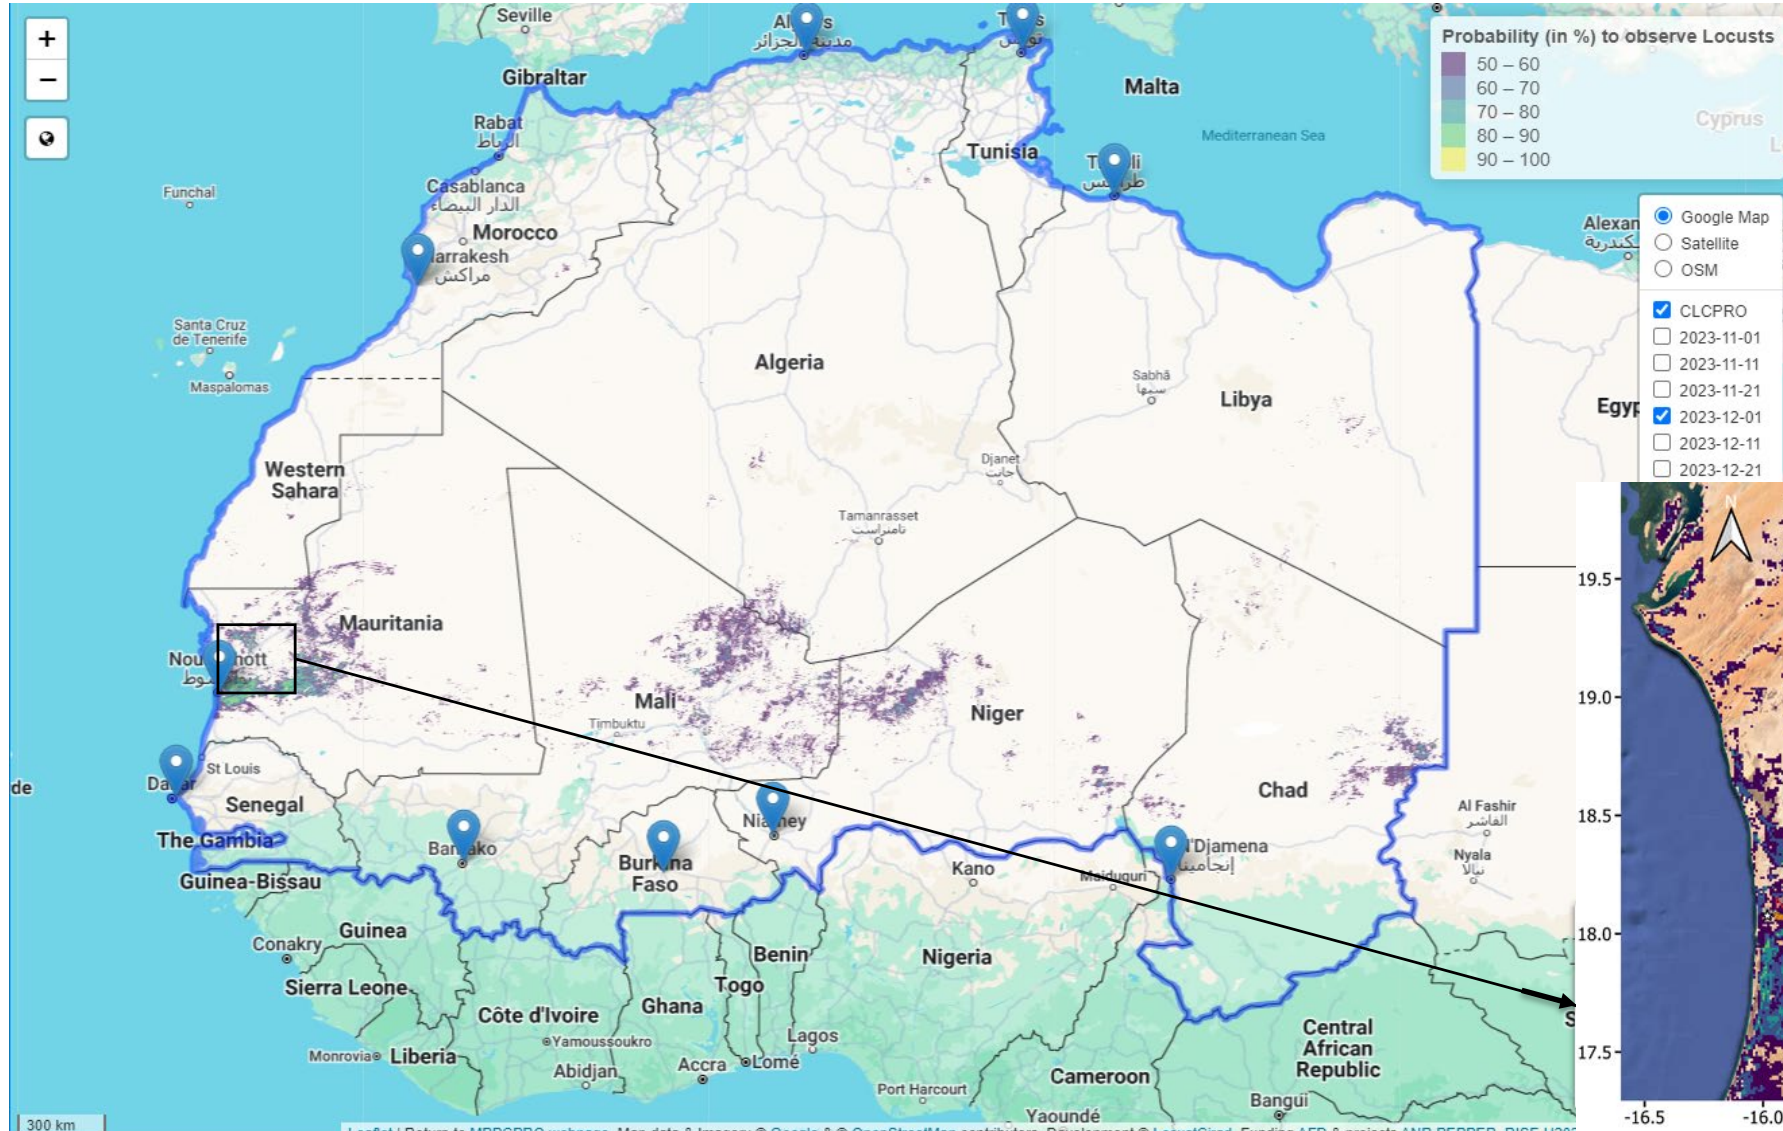 +
−
Seville
Gibraltar
Malta
Mediterranean Sea
Cyprus
Probability (in %) to observe Locusts
50 – 60
60 – 70
70 – 80
80 – 90
90 – 100
Rabat
الرباط
Tunisia
Funchal
Casablanca
الدار البيضاء
Morocco
مراكش
Google Map
Satellite
OSM
CLCPRO
2023-11-01
2023-11-11
2023-11-21
2023-12-01
2023-12-11
2023-12-21
Santa Cruz
de Tenerife
Maspalomas
Algeria
Sabhā
سبها
Libya
Western
Sahara
Djanet
جانت
Tamanrasset
تامنراست
Mauritania
Mali
Timbuktu
Niger
Chad
de
St Louis
Senegal
The Gambia
Guinea-Bissau
Burkina
Faso
Kano
Maiduguri
N'Djamena
إنجامينا
Al Fashir
الفاشر
Nyala
نيالا
Guinea
Conakry
Sierra Leone
Côte d'Ivoire
Yamoussoukro
Monrovia
Liberia
Abidjan
Ghana
Accra
Togo
Benin
Lagos
Lomé
Nigeria
Port Harcourt
Cameroon
Yaoundé
Central
African
Republic
Bangui
300 km
N
19.5
19.0
18.5
18.0
17.5
-16.5
-16.0